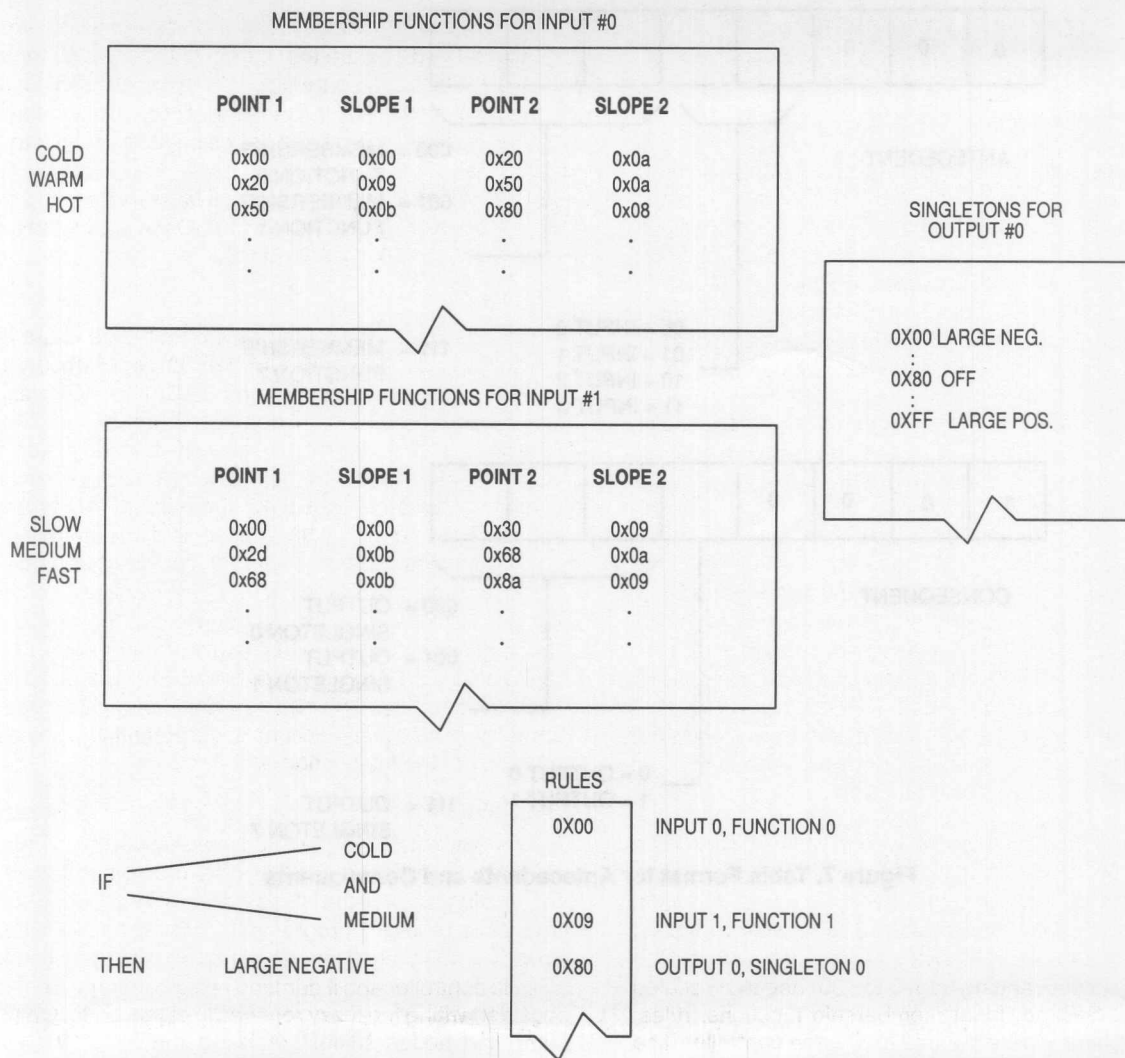 MEMBERSHIP FUNCTIONS FOR INPUT #0
POINT 1 SLOPE 1 POINT 2 SLOPE 2
COLD 0x00 0x00 0x20 0x0a
WARM 0x20 0x09 0x50 0x0a
HOT 0x50 0x0b 0x80 0x08
. . . .
. . . .
SINGLETONS FOR
OUTPUT #0
0X00 LARGE NEG.
:
0X80 OFF
:
0XFF LARGE POS.
MEMBERSHIP FUNCTIONS FOR INPUT #1
POINT 1 SLOPE 1 POINT 2 SLOPE 2
SLOW 0x00 0x00 0x30 0x09
MEDIUM 0x2d 0x0b 0x68 0x0a
FAST 0x68 0x0b 0x8a 0x09
. . . .
. . . .
RULES
0X00 INPUT 0, FUNCTION 0
COLD
IF AND
MEDIUM 0X09 INPUT 1, FUNCTION 1
THEN LARGE NEGATIVE 0X80 OUTPUT 0, SINGLETON 0